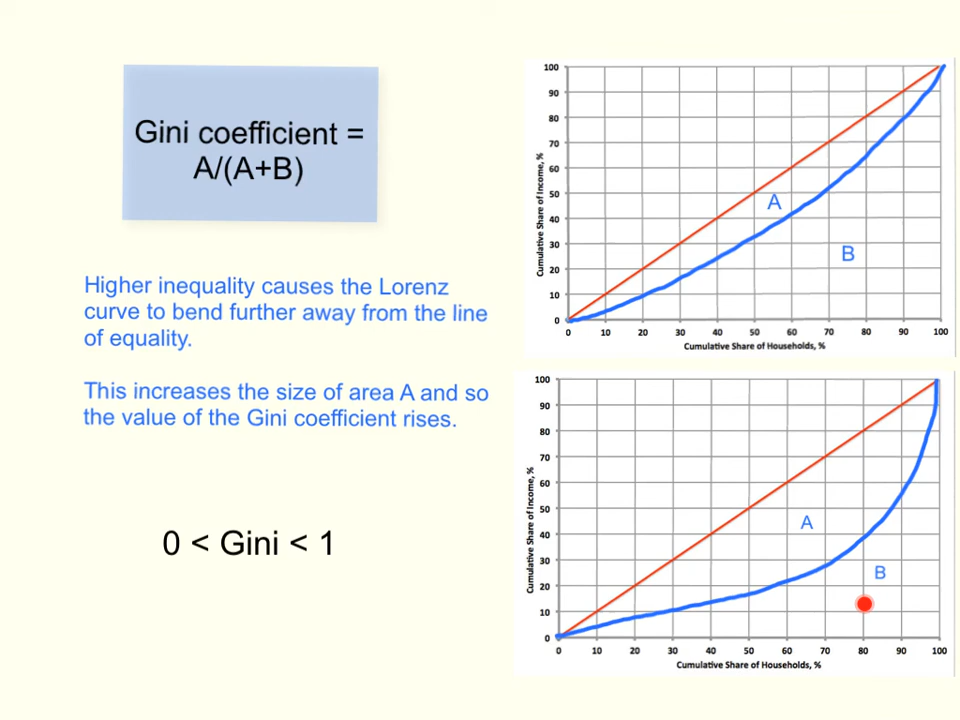 Gini coefficient =
A/(A+B)
Higher inequality causes the Lorenz
curve to bend further away from the line
of equality.
This increases the size of area A and so
the value of the Gini coefficient rises.
0 < Gini < 1
Cumulative Share of Income, %
100
90
80
70
60
50
40
30
20
10
0
A
B
0 10 20 30 40 50 60 70 80 90 100
Cumulative Share of Households, %
Cumulative Share of Income, %
100
90
80
70
60
50
40
30
20
10
0
A
B
0 10 20 30 40 50 60 70 80 90 100
Cumulative Share of Households, %